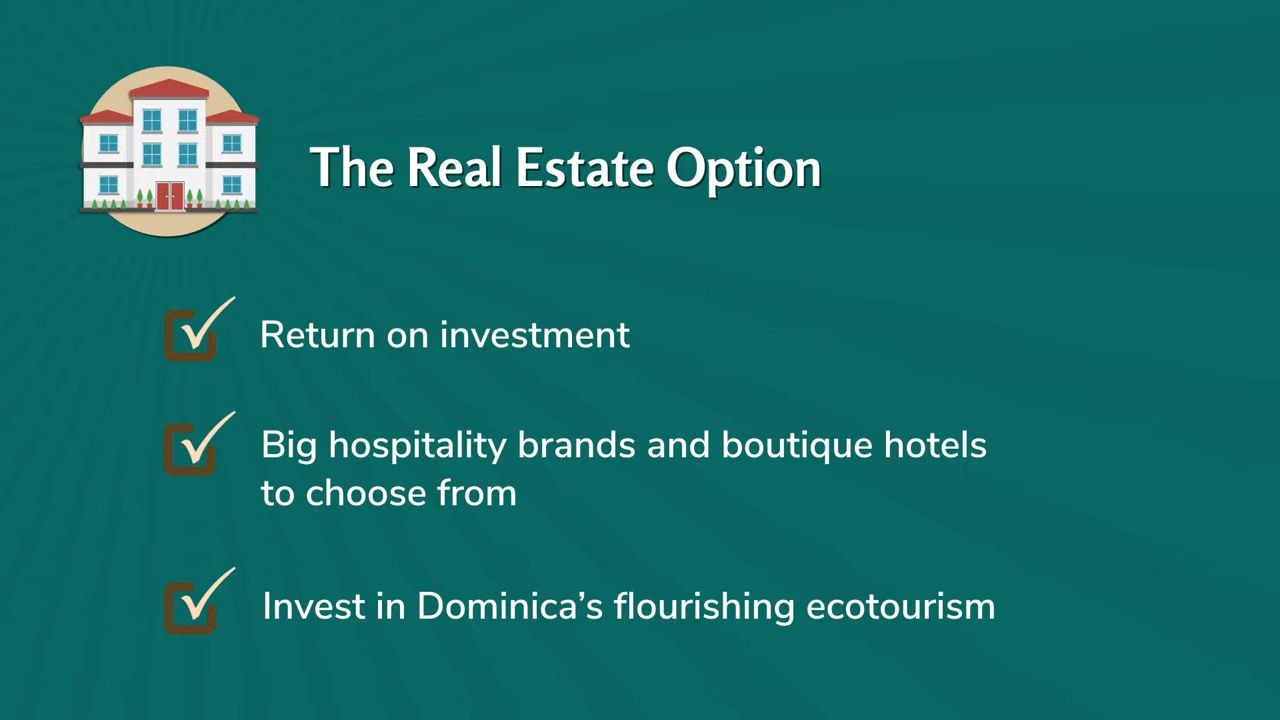 The Real Estate Option
Return on investment
Big hospitality brands and boutique hotels
to choose from
Invest in Dominica’s flourishing ecotourism